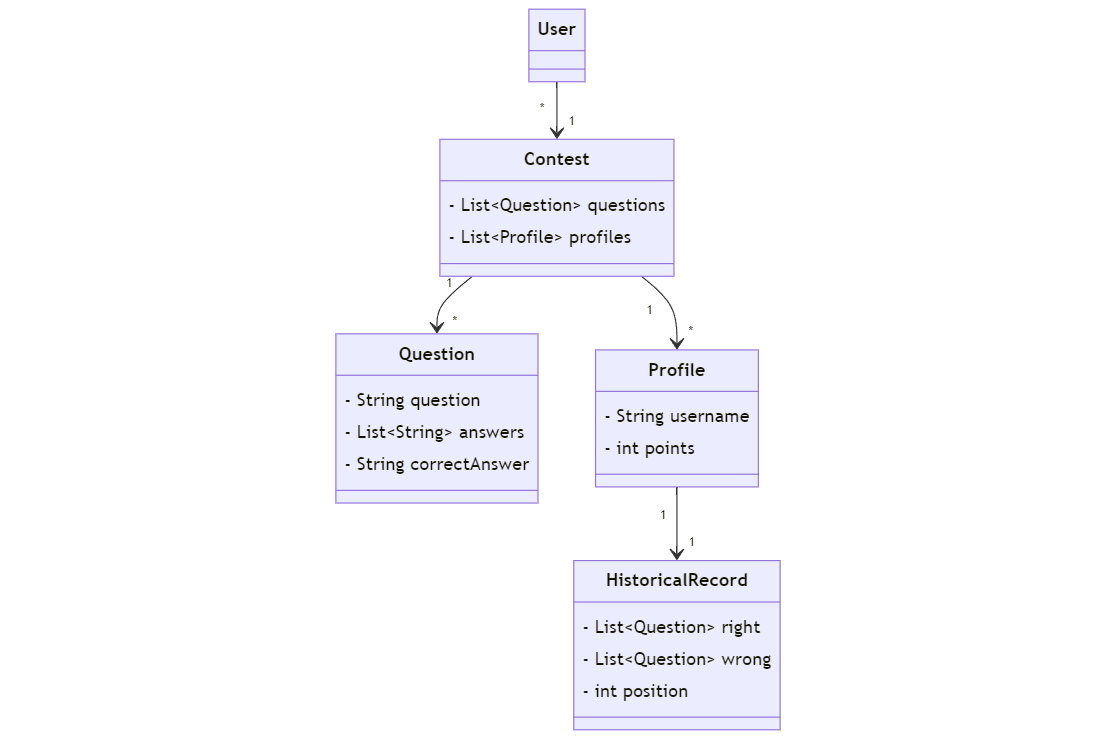 User
*
1
Contest
- List<Question> questions
- List<Profile> profiles
1
*
1
*
Question
- String question
- List<String> answers
- String correctAnswer
Profile
- String username
- int points
1
1
HistoricalRecord
- List<Question> right
- List<Question> wrong
- int position